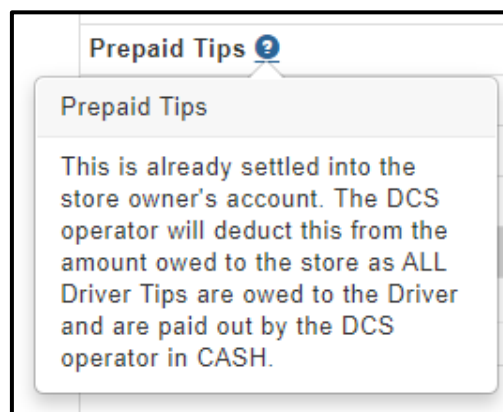 Prepaid Tips ?
Prepaid Tips
This is already settled into the
store owner's account. The DCS
operator will deduct this from the
amount owed to the store as ALL
Driver Tips are owed to the Driver
and are paid out by the DCS
operator in CASH.